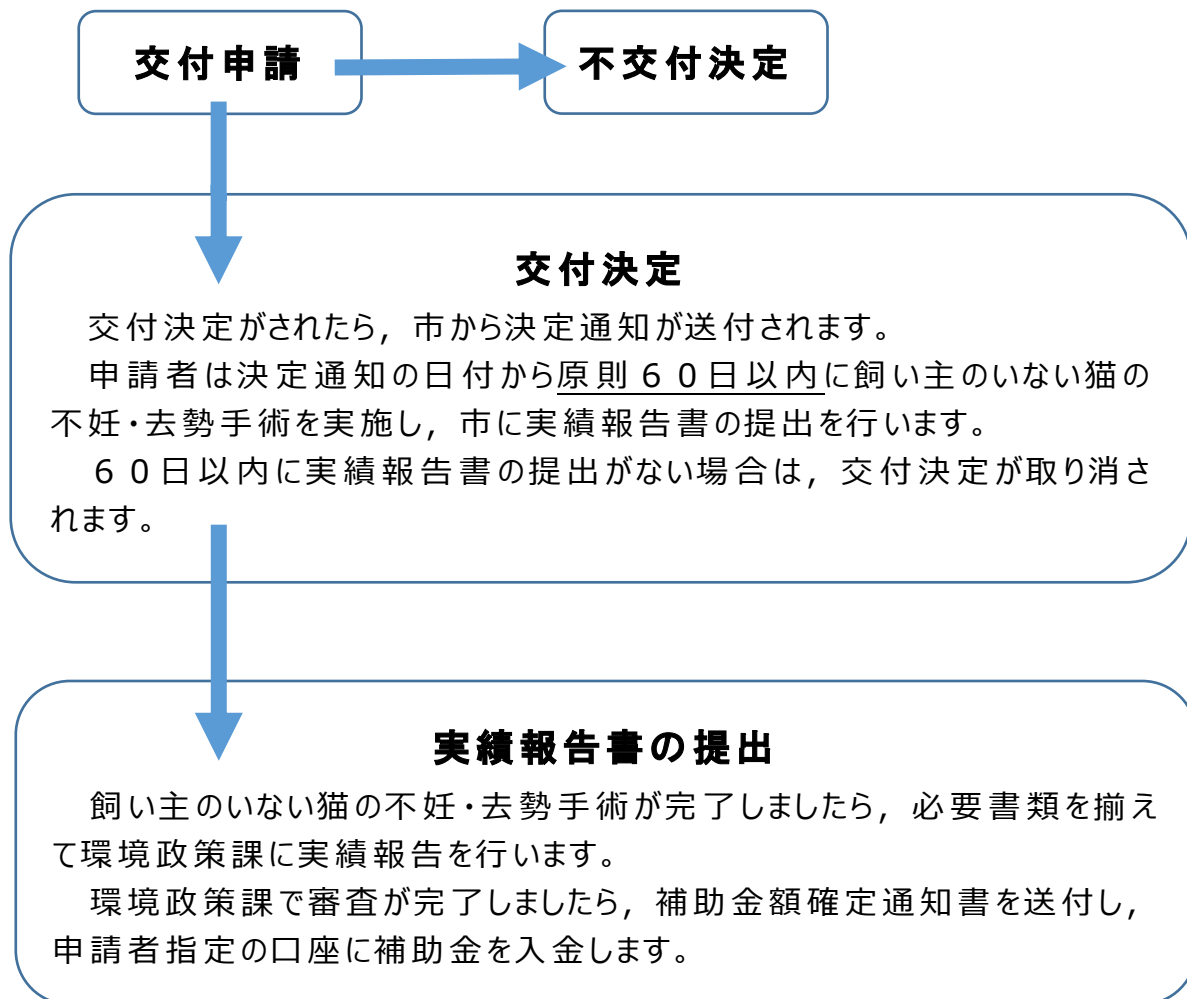 交付申請
不交付決定
交付決定
交付決定がされたら，市から決定通知が送付されます。
申請者は決定通知の日付から原則６０日以内に飼い主のいない猫の
不妊・去勢手術を実施し，市に実績報告書の提出を行います。
６０日以内に実績報告書の提出がない場合は，交付決定が取り消さ
れます。
実績報告書の提出
飼い主のいない猫の不妊・去勢手術が完了しましたら，必要書類を揃え
て環境政策課に実績報告を行います。
環境政策課で審査が完了しましたら，補助金額確定通知書を送付し，
申請者指定の口座に補助金を入金します。